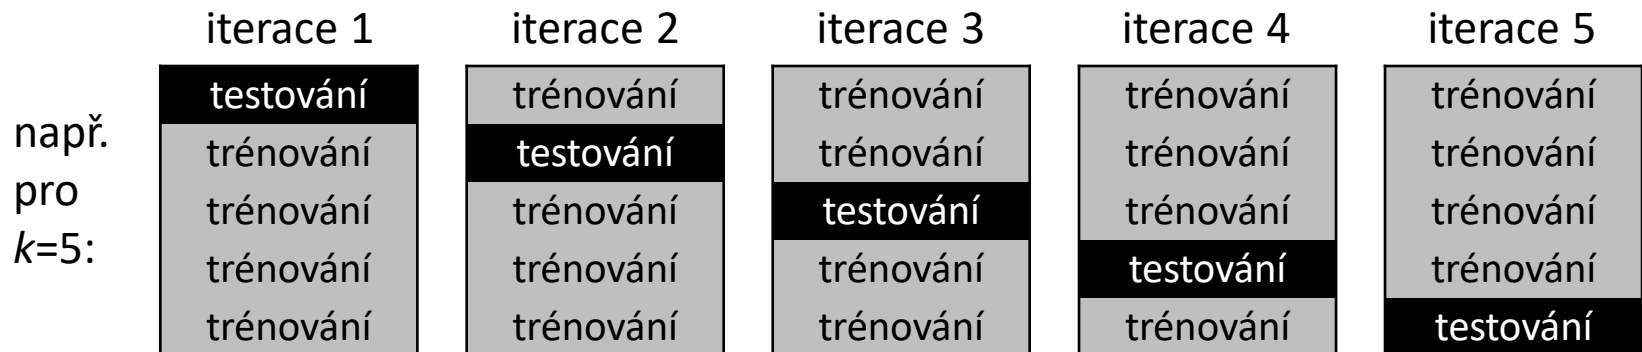 iterace 1 iterace 2 iterace 3 iterace 4 iterace 5
např.
pro
k=5:
testování trénování trénování trénování trénování
trénování testování trénování trénování trénování
trénování trénování testování trénování trénování
trénování trénování trénování testování trénování
trénování trénování trénování trénování testování